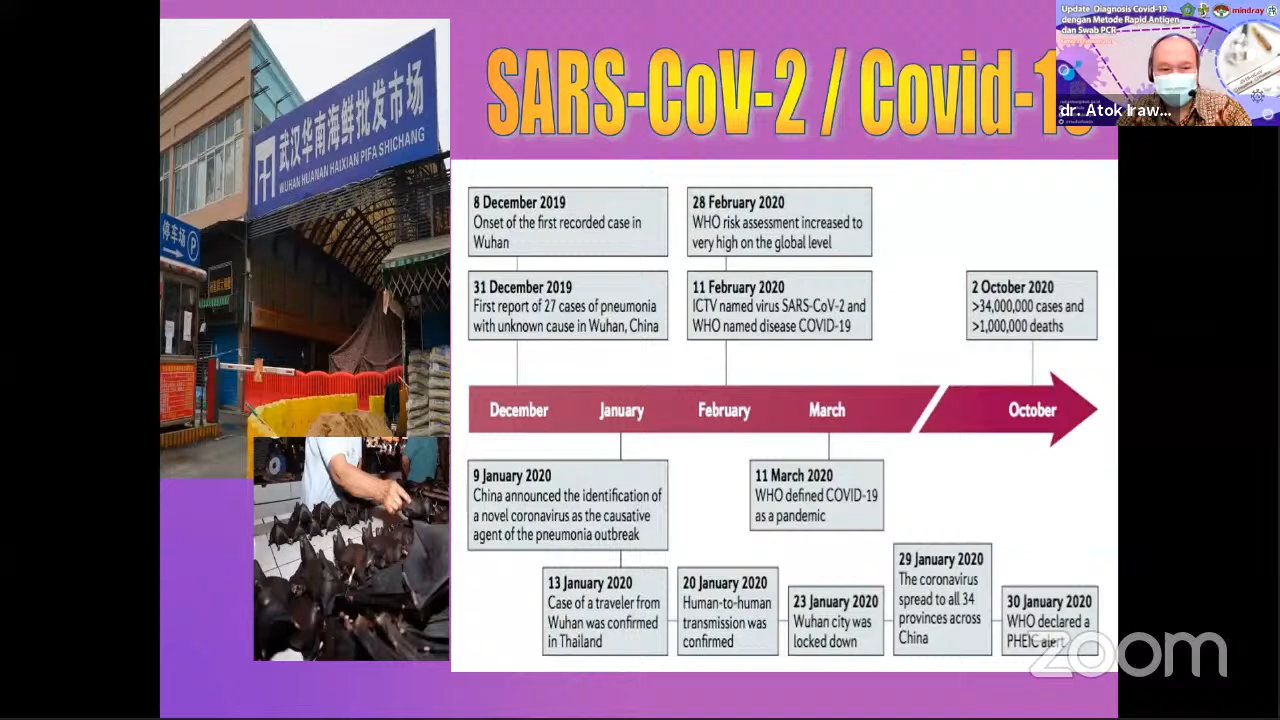 SARS-CoV-2 / Covid-19
Update Diagnosis Covid-19
dengan Metode Rapid Antigen
dan Swab PCR
mindray
dr. Atok Iraw...
武汉华南海鲜批发市场
WUHAN HUANAN HAIXIAN PIFA SHICHANG
停车场 P
8 December 2019
Onset of the first recorded case in
Wuhan
31 December 2019
First report of 27 cases of pneumonia
with unknown cause in Wuhan, China
28 February 2020
WHO risk assessment increased to
very high on the global level
11 February 2020
ICTV named virus SARS-CoV-2 and
WHO named disease COVID-19
2 October 2020
>34,000,000 cases and
>1,000,000 deaths
December January February March October
9 January 2020
China announced the identification of
a novel coronavirus as the causative
agent of the pneumonia outbreak
11 March 2020
WHO defined COVID-19
as a pandemic
13 January 2020
Case of a traveler from
Wuhan was confirmed
in Thailand
20 January 2020
Human-to-human
transmission was
confirmed
23 January 2020
Wuhan city was
locked down
29 January 2020
The coronavirus
spread to all 34
provinces across
China
30 January 2020
WHO declared a
PHEIC alert
zoom